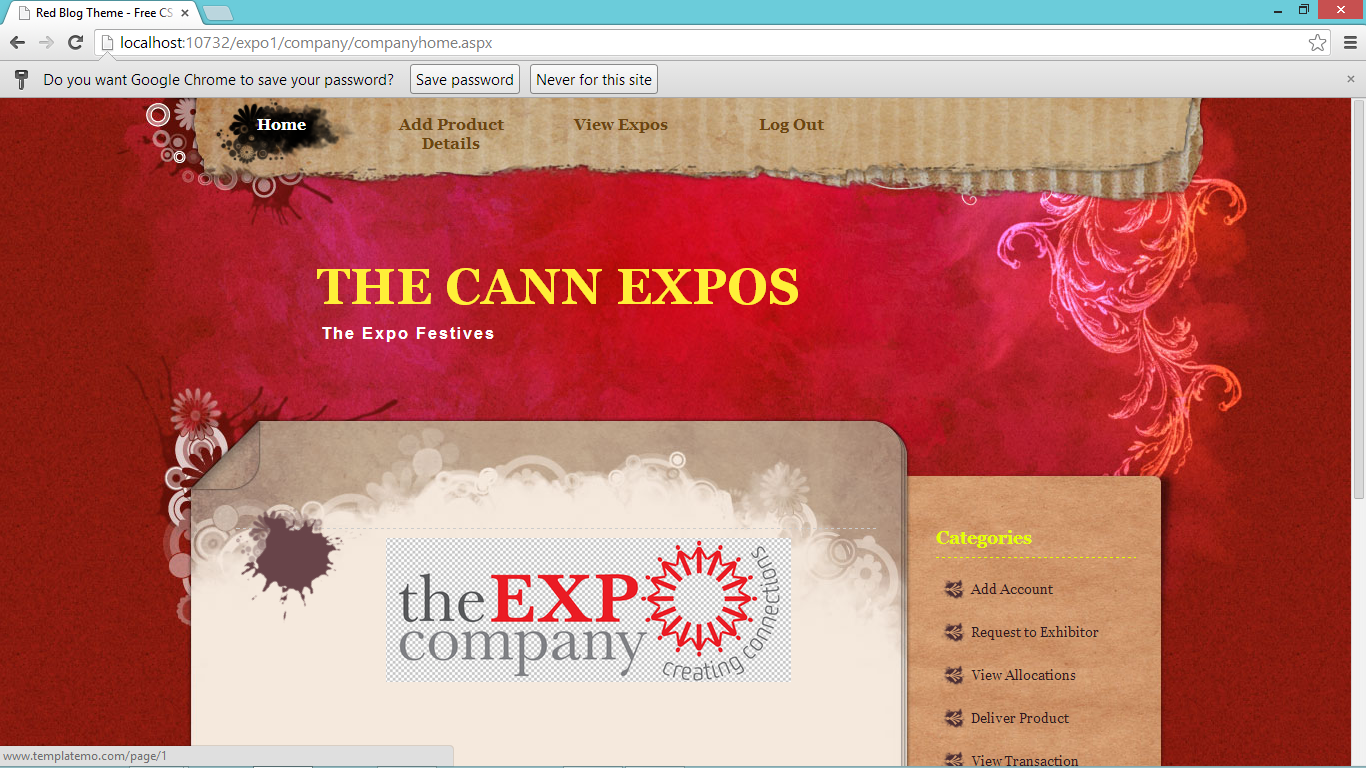 Red Blog Theme - Free CS
localhost:10732/expo1/company/companyhome.aspx
Do you want Google Chrome to save your password? Save password Never for this site
Home Add Product Details View Expos Log Out
THE CANN EXPOS
The Expo Festives
the EXP
company
creating connections
Categories
Add Account
Request to Exhibitor
View Allocations
Deliver Product
View Transaction
www.templatemo.com/page/1